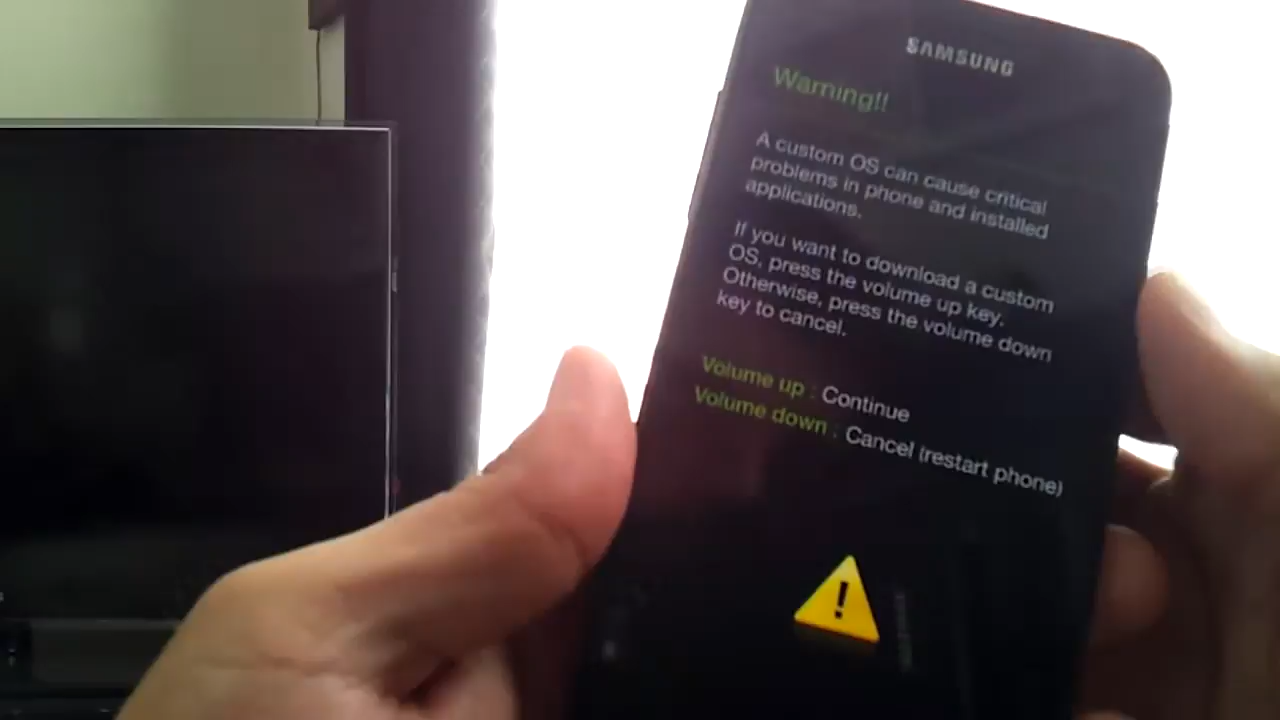 SAMSUNG
Warning!!
A custom OS can cause critical
problems in phone and installed
applications.
If you want to download a custom
OS, press the volume up key.
Otherwise, press the volume down
key to cancel.
Volume up : Continue
Volume down : Cancel (restart phone)